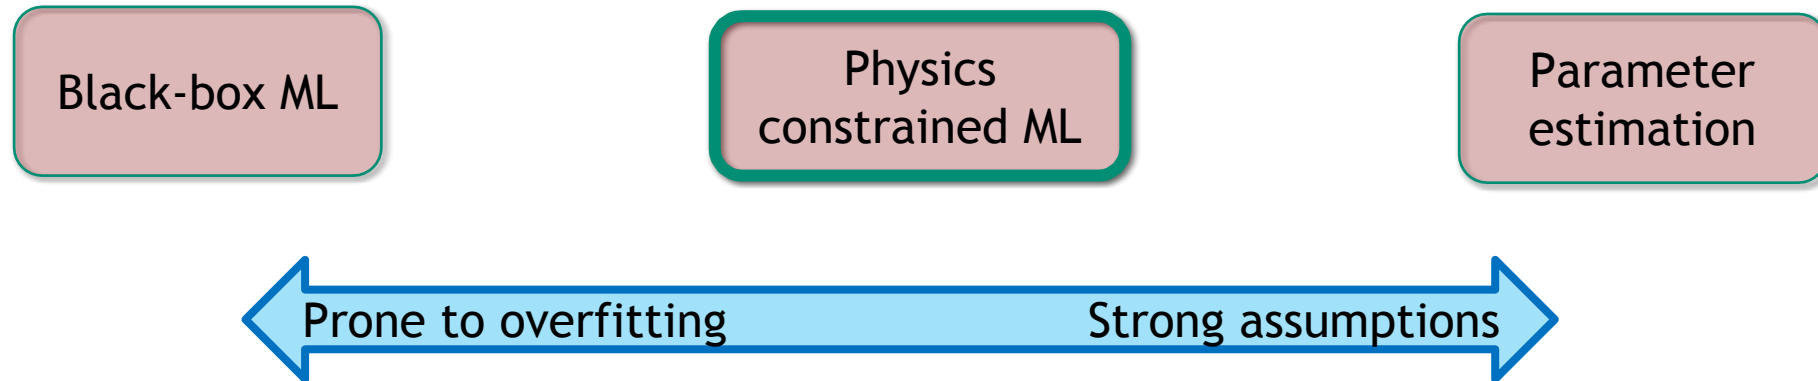 Black-box ML
Physics
constrained ML
Parameter
estimation
Prone to overfitting
Strong assumptions